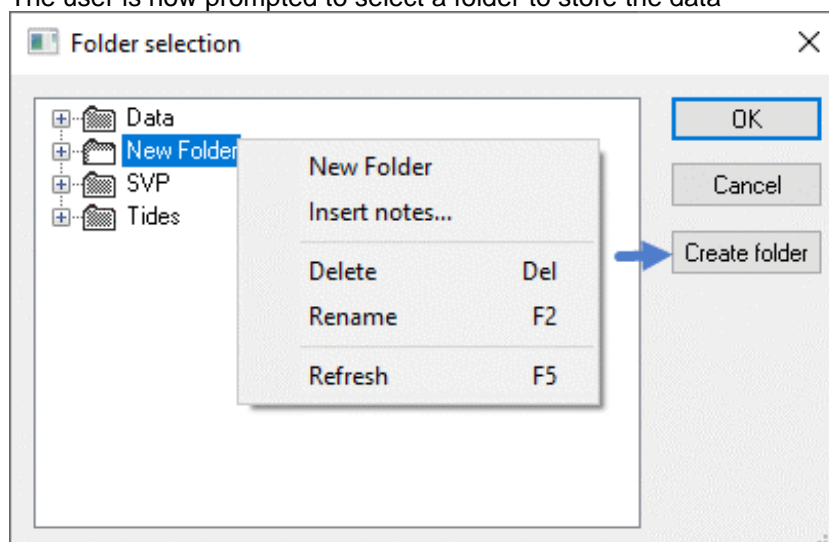 The user is now prompted to select a folder to store the data
Folder selection
Data
New Folder
SVP
Tides
New Folder
Insert notes...
Delete Del
Rename F2
Refresh F5
OK
Cancel
Create folder